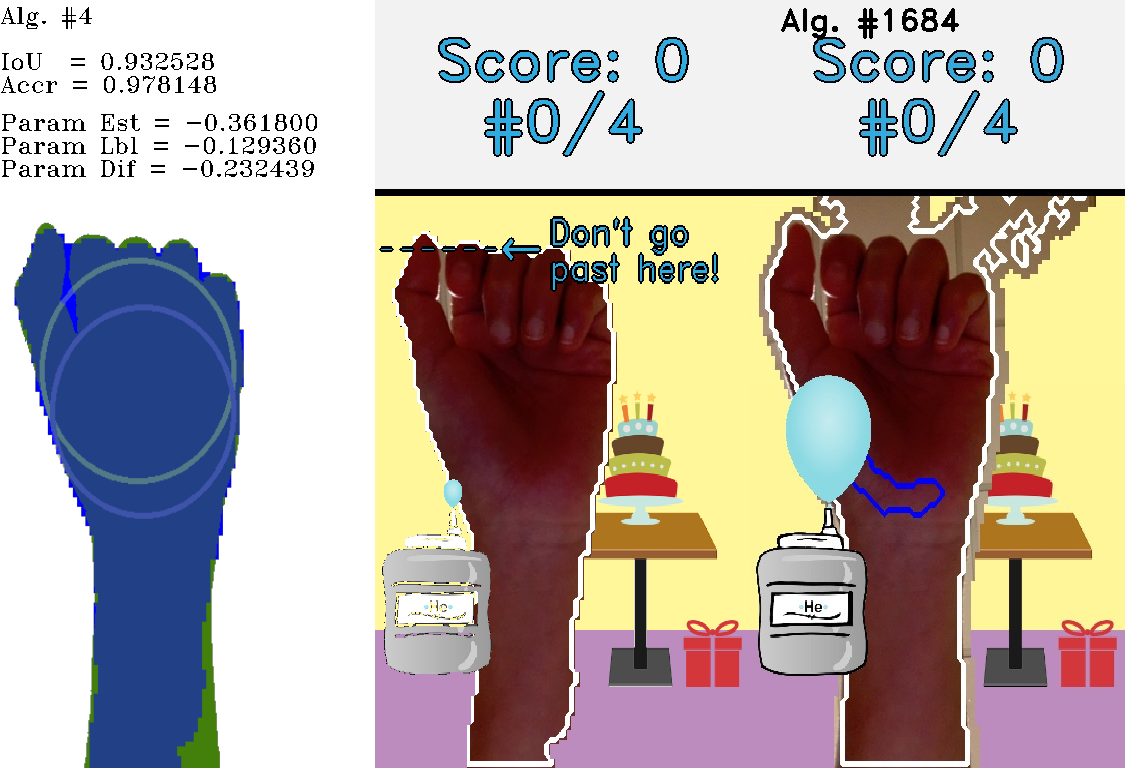 Alg. #4
IoU = 0.932528
Accr = 0.978148
Param Est = −0.361800
Param Lbl = −0.129360
Param Dif = −0.232439
Score: 0
#0/4
Don't go
past here!
He
Alg. #1684
Score: 0
#0/4
He